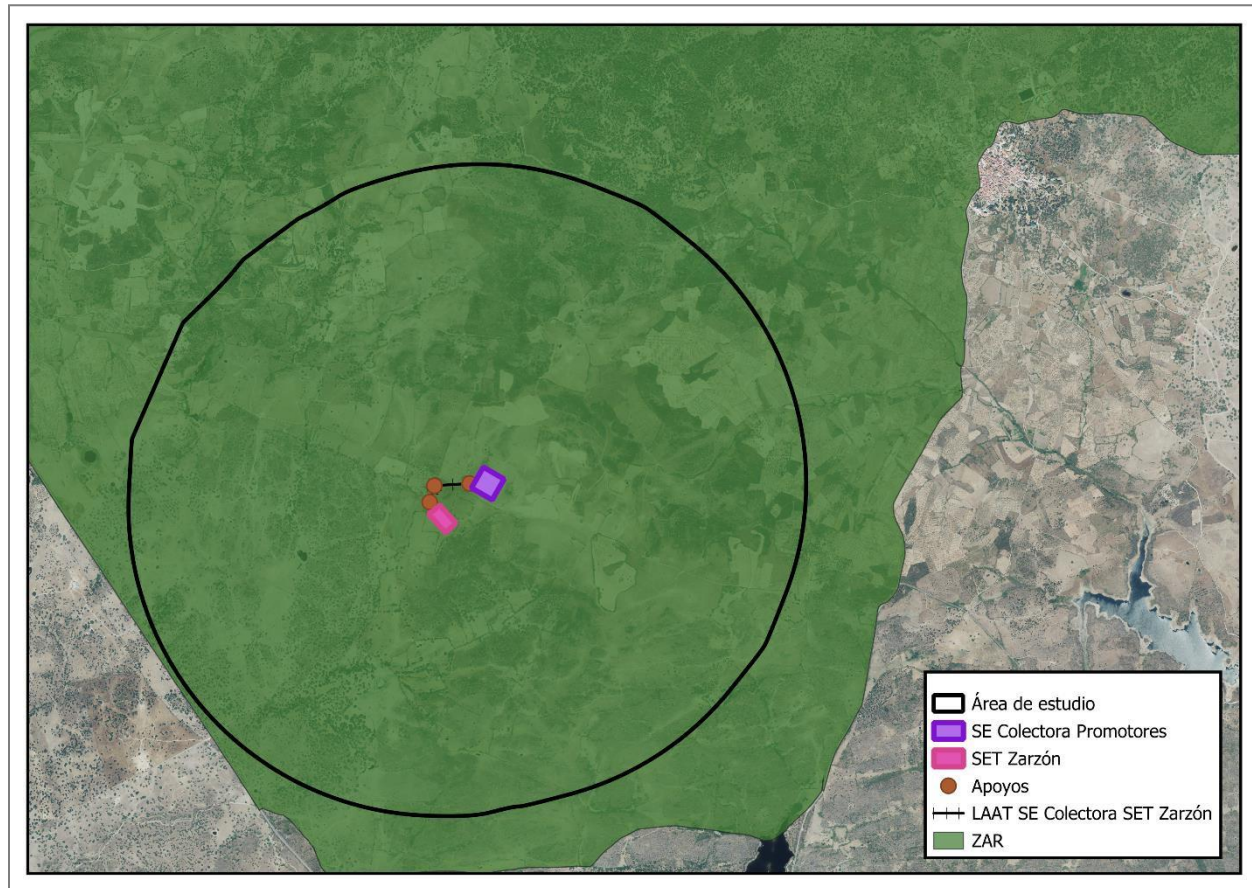 Área de estudio
SE Colectora Promotores
SET Zarzón
Apoyos
LAAT SE Colectora SET Zarzón
ZAR